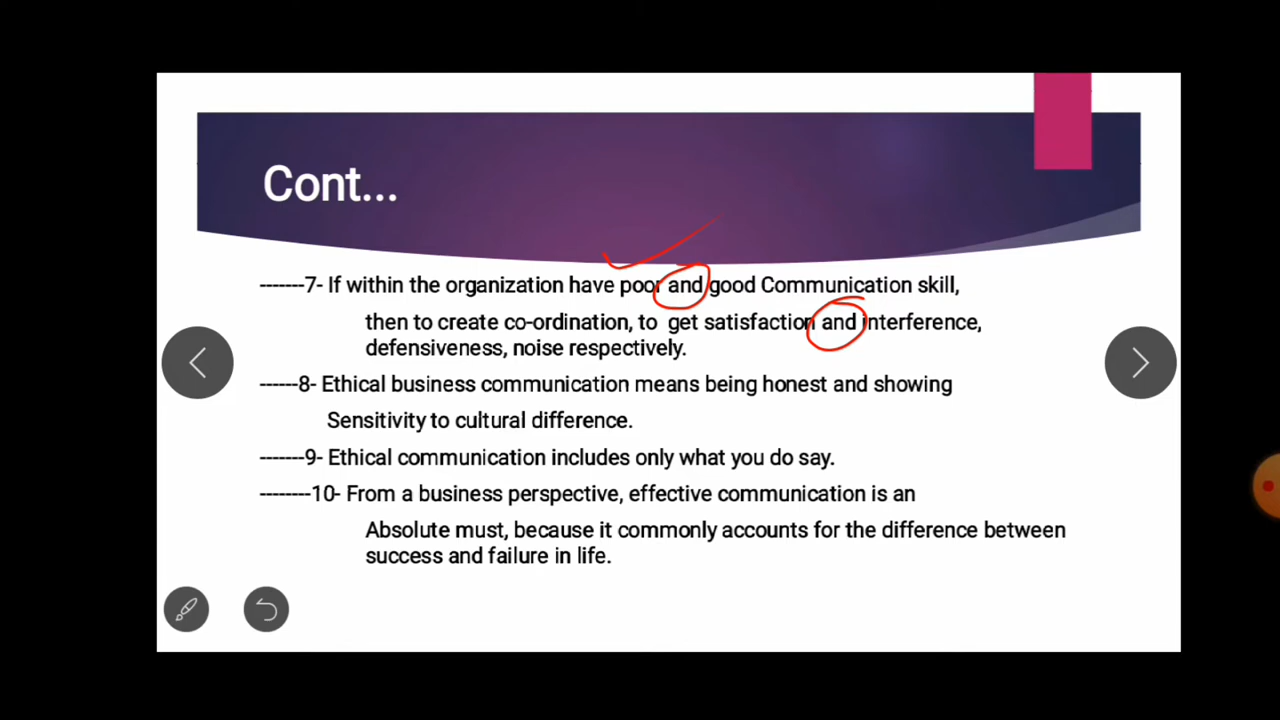 Cont...
-------7- If within the organization have poor and good Communication skill,
then to create co-ordination, to get satisfaction and interference,
defensiveness, noise respectively.
------8- Ethical business communication means being honest and showing
Sensitivity to cultural difference.
-------9- Ethical communication includes only what you do say.
--------10- From a business perspective, effective communication is an
Absolute must, because it commonly accounts for the difference between
success and failure in life.